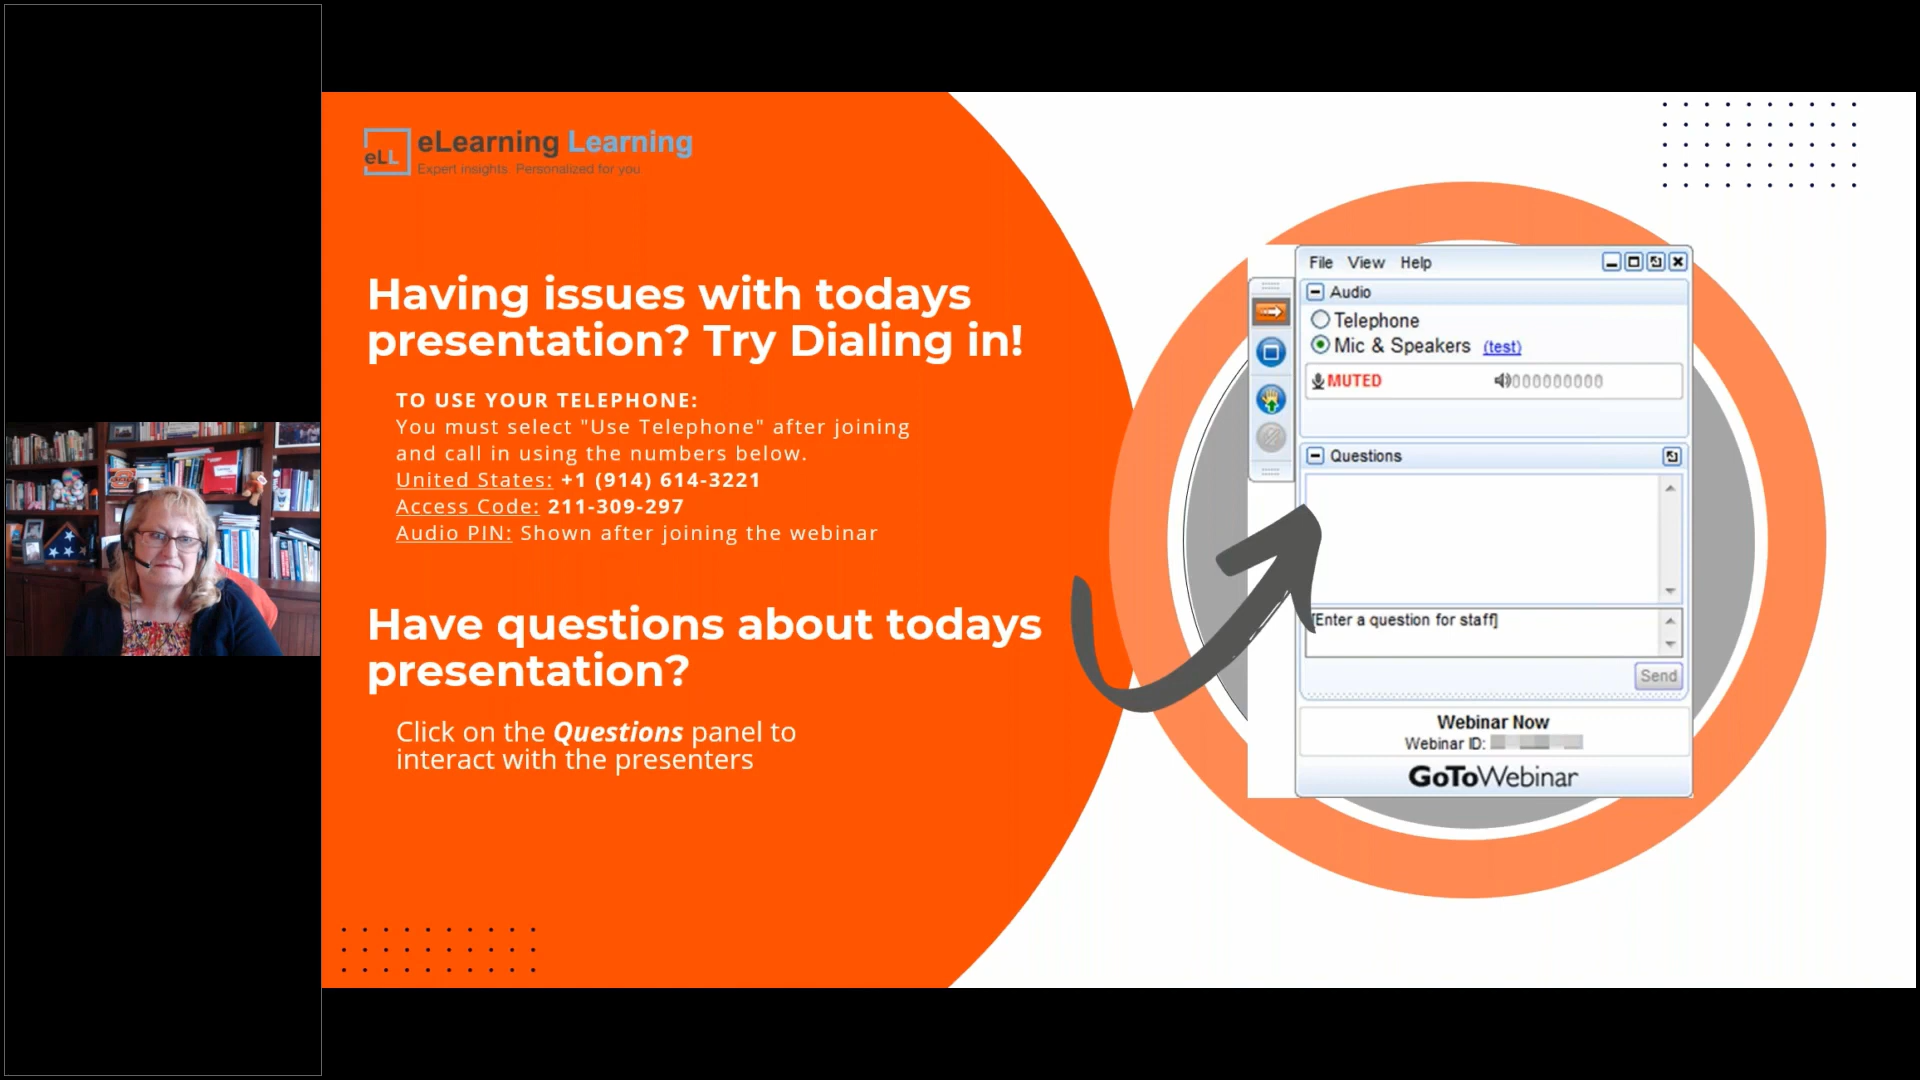 eLL
eLearning Learning
Expert insights. Personalized for you
Having issues with todays
presentation? Try Dialing in!
TO USE YOUR TELEPHONE:
You must select "Use Telephone" after joining
and call in using the numbers below.
United States: +1 (914) 614-3221
Access Code: 211-309-297
Audio PIN: Shown after joining the webinar
Have questions about todays
presentation?
Click on the Questions panel to
interact with the presenters
File View Help
Audio
Telephone
Mic & Speakers (test)
MUTED
Questions
[Enter a question for staff]
Send
Webinar Now
Webinar ID:
GoToWebinar